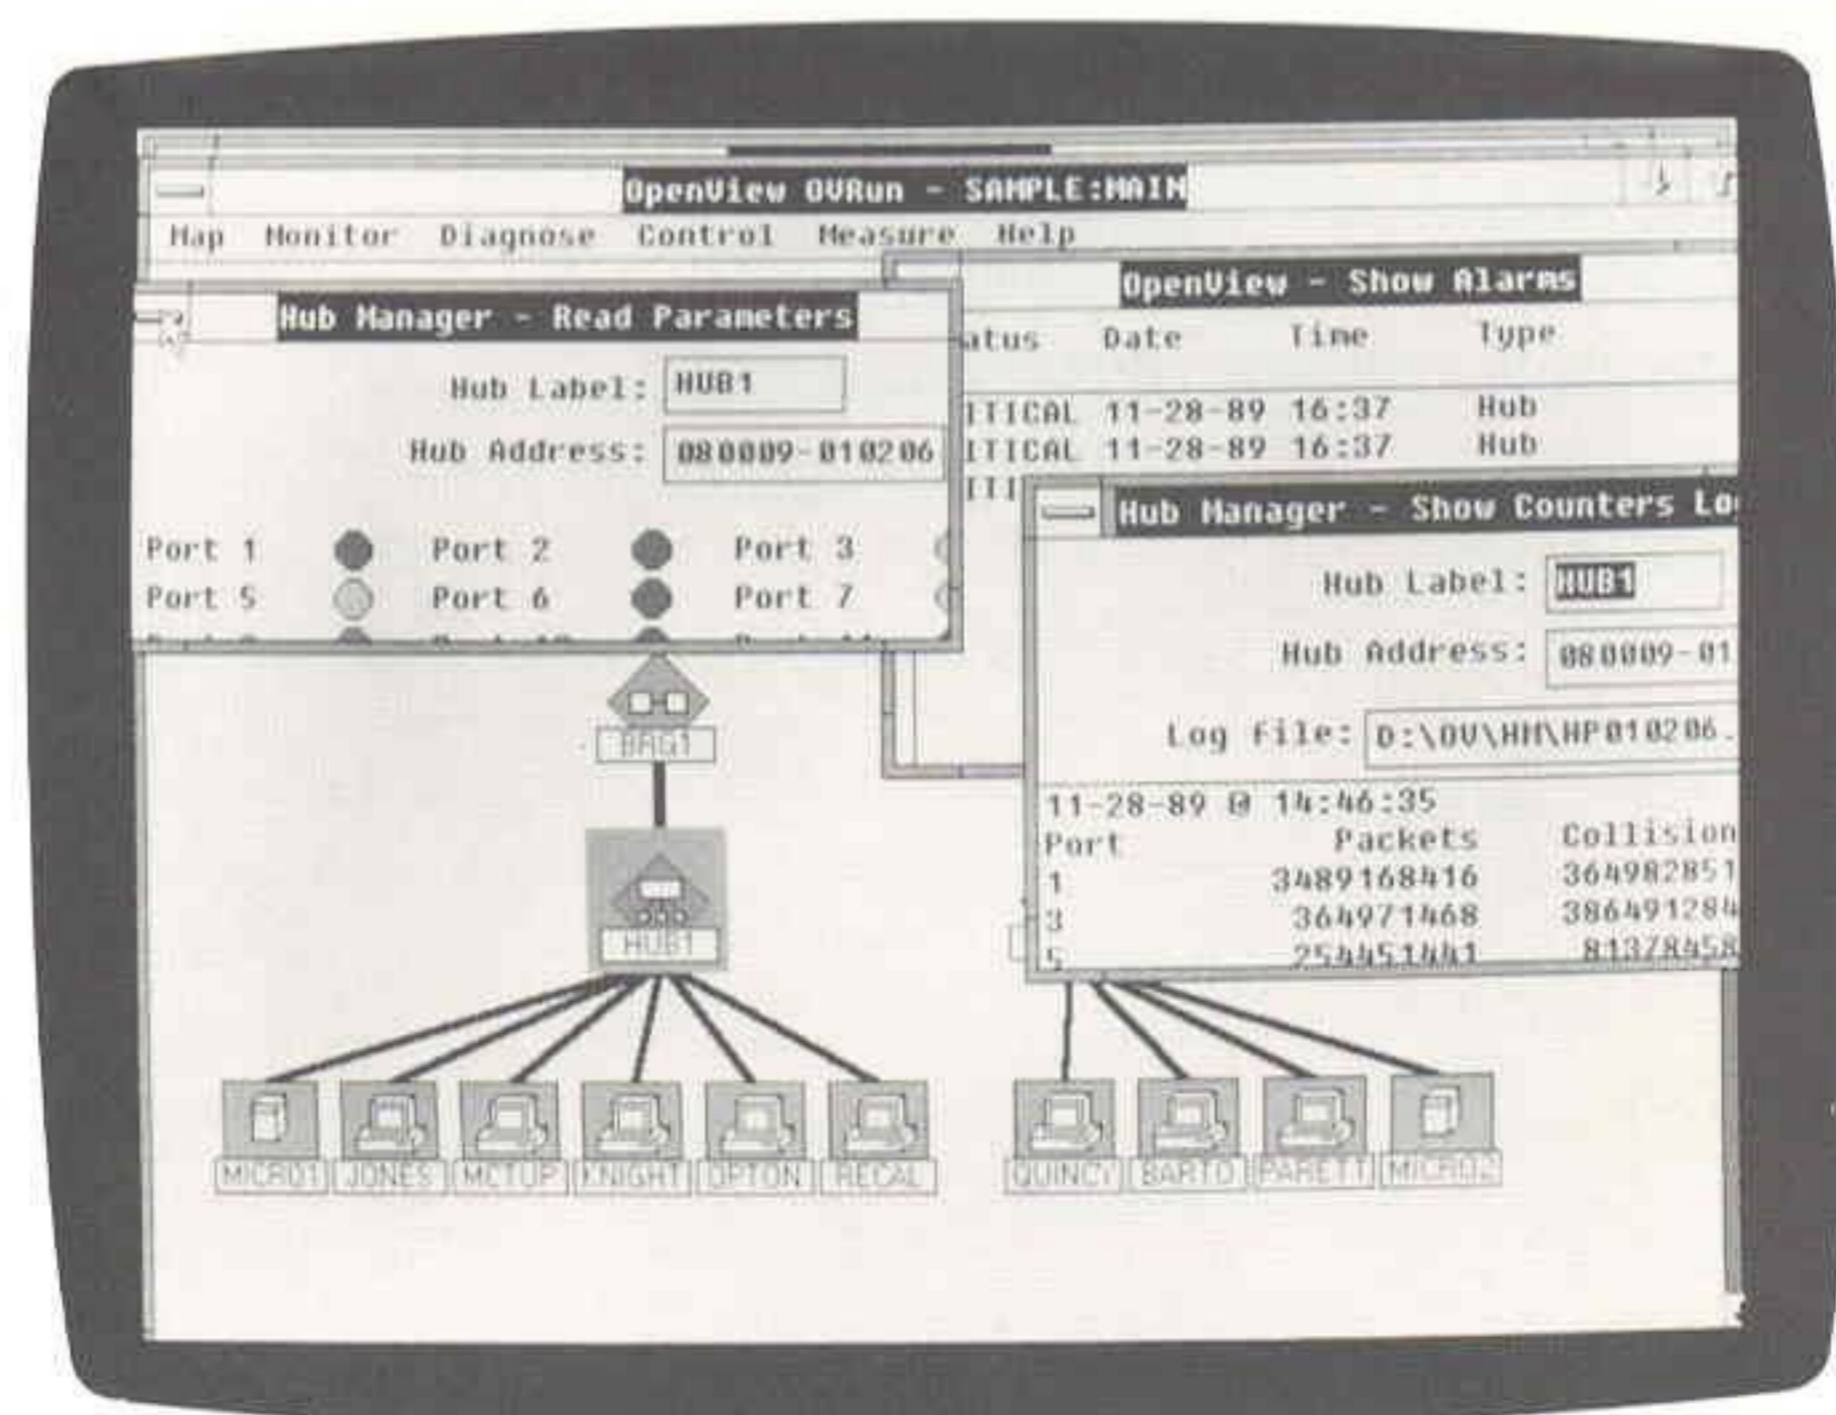 OpenView OVRun - SAMPLE:MAIN
Map Monitor Diagnose Control Measure Help
Hub Manager - Read Parameters
Hub Label: HUB1
Hub Address: 080009-010206
Port 1 Port 2 Port 3
Port 5 Port 6 Port 7
OpenView - Show Alarms
atus Date Time Type
ITICAL 11-28-89 16:37 Hub
ITICAL 11-28-89 16:37 Hub
ITI
Hub Manager - Show Counters Lo
Hub Label: HUB1
Hub Address: 080009-01
Log File: D:\OV\HM\HP010206.
11-28-89 @ 14:46:35
Port Packets Collision
1 3489168416 364982851
3 364971468 386491284
5 254451441 81378458
BRG1
HUB1
MICRO1 JONES MCTUP KNIGHT UPTON RECAL
QUINCY BARTO PARETT MICRO2